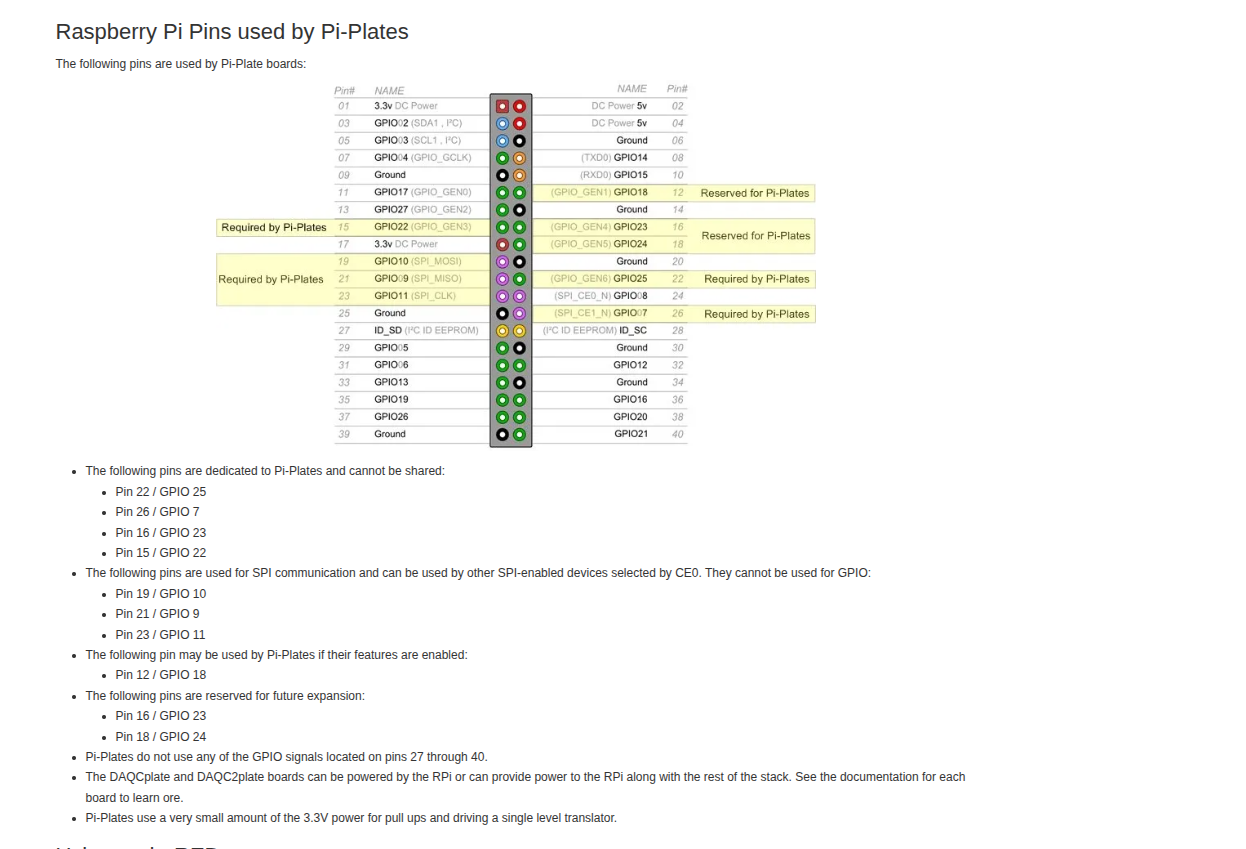 Raspberry Pi Pins used by Pi-Plates
The following pins are used by Pi-Plate boards:
Pin# NAME NAME Pin#
01 3.3v DC Power DC Power 5v 02
03 GPIO02 (SDA1 , I²C) DC Power 5v 04
05 GPIO03 (SCL1 , I²C) Ground 06
07 GPIO04 (GPIO_GCLK) (TXD0) GPIO14 08
09 Ground (RXD0) GPIO15 10
11 GPIO17 (GPIO_GEN0) (GPIO_GEN1) GPIO18 12 Reserved for Pi-Plates
13 GPIO27 (GPIO_GEN2) Ground 14
Required by Pi-Plates 15 GPIO22 (GPIO_GEN3) (GPIO_GEN4) GPIO23 16
Reserved for Pi-Plates
17 3.3v DC Power (GPIO_GEN5) GPIO24 18
19 GPIO10 (SPI_MOSI) Ground 20
Required by Pi-Plates 21 GPIO09 (SPI_MISO) (GPIO_GEN6) GPIO25 22 Required by Pi-Plates
23 GPIO11 (SPI_CLK) (SPI_CE0_N) GPIO08 24
25 Ground (SPI_CE1_N) GPIO07 26 Required by Pi-Plates
27 ID_SD (I²C ID EEPROM) (I²C ID EEPROM) ID_SC 28
29 GPIO05 Ground 30
31 GPIO06 GPIO12 32
33 GPIO13 Ground 34
35 GPIO19 GPIO16 36
37 GPIO26 GPIO20 38
39 Ground GPIO21 40
• The following pins are dedicated to Pi-Plates and cannot be shared:
• Pin 22 / GPIO 25
• Pin 26 / GPIO 7
• Pin 16 / GPIO 23
• Pin 15 / GPIO 22
• The following pins are used for SPI communication and can be used by other SPI-enabled devices selected by CE0. They cannot be used for GPIO:
• Pin 19 / GPIO 10
• Pin 21 / GPIO 9
• Pin 23 / GPIO 11
• The following pin may be used by Pi-Plates if their features are enabled:
• Pin 12 / GPIO 18
• The following pins are reserved for future expansion:
• Pin 16 / GPIO 23
• Pin 18 / GPIO 24
• Pi-Plates do not use any of the GPIO signals located on pins 27 through 40.
• The DAQCplate and DAQC2plate boards can be powered by the RPi or can provide power to the RPi along with the rest of the stack. See the documentation for each
board to learn ore.
• Pi-Plates use a very small amount of the 3.3V power for pull ups and driving a single level translator.